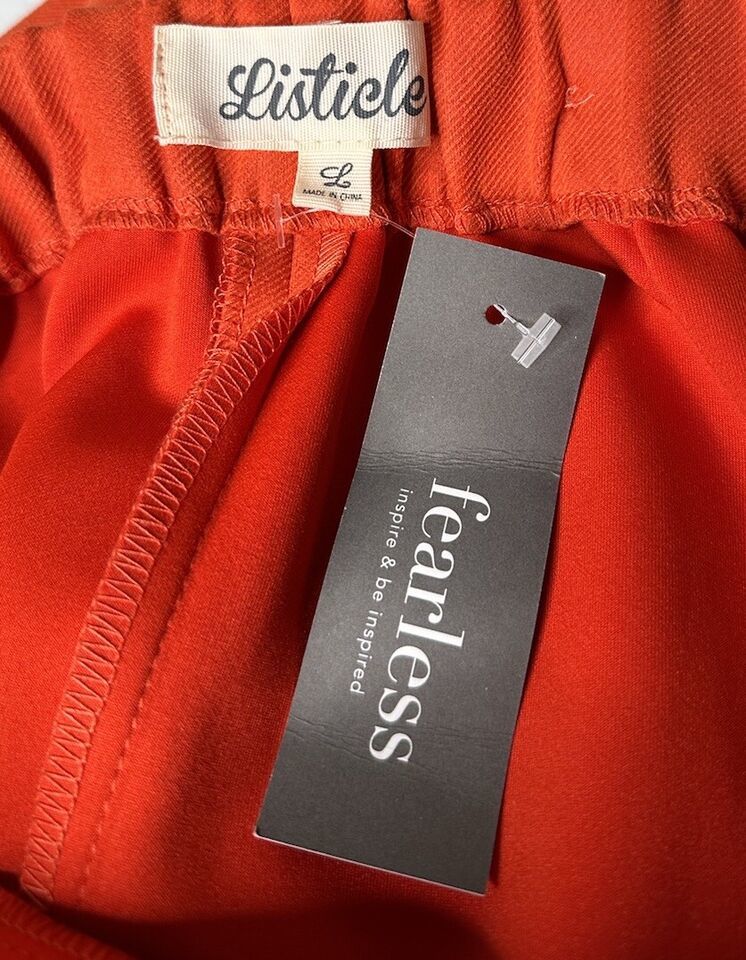 Listicle
L
MADE IN CHINA
fearless
inspire & be inspired